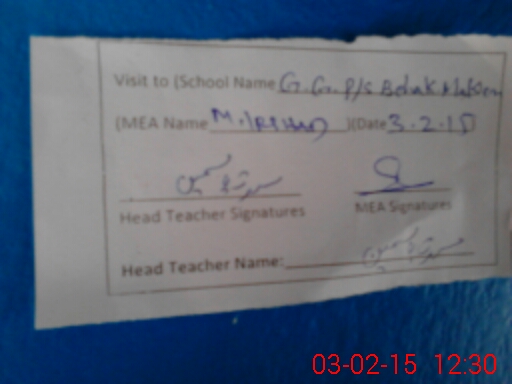 Visit to (School Name G.G.P/S
(MEA Name M.IRFHAN )(Date 3-2-15
Head Teacher Signatures MEA Signatures
Head Teacher Name:
03-02-15 12:30